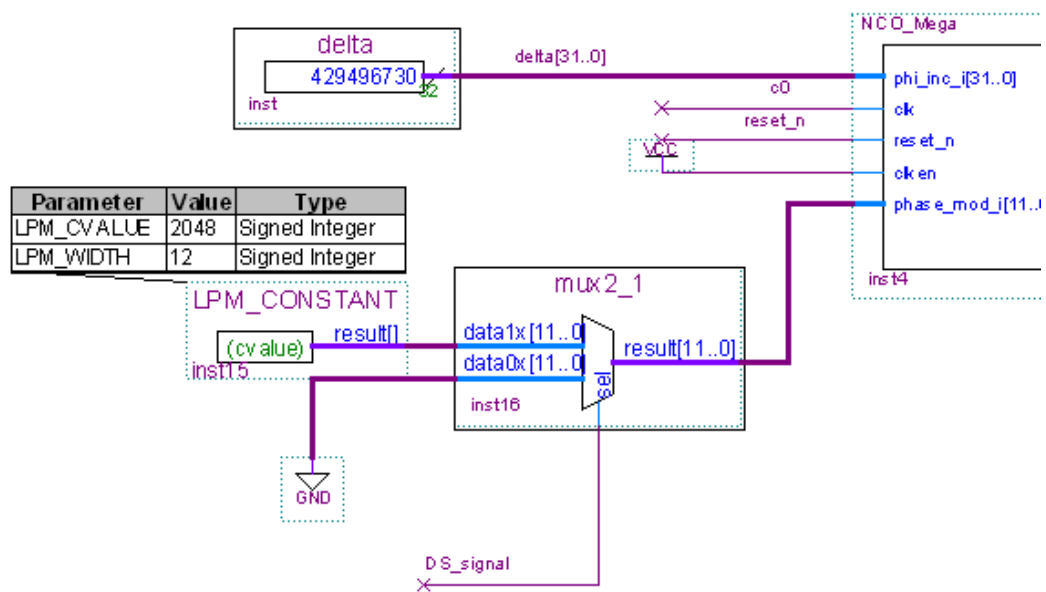 NCO_Mega
delta
429496730
32
inst
delta[31..0]
c0
reset_n
VCC
phi_inc_i[31..0]
clk
reset_n
clken
phase_mod_i[11..0
inst4
Parameter Value Type
LPM_CVALUE 2048 Signed Integer
LPM_WIDTH 12 Signed Integer
LPM_CONSTANT
(cvalue)
result[]
inst15
mux2_1
data1x[11..0]
data0x[11..0]
sel
result[11..0]
inst16
GND
DS_signal